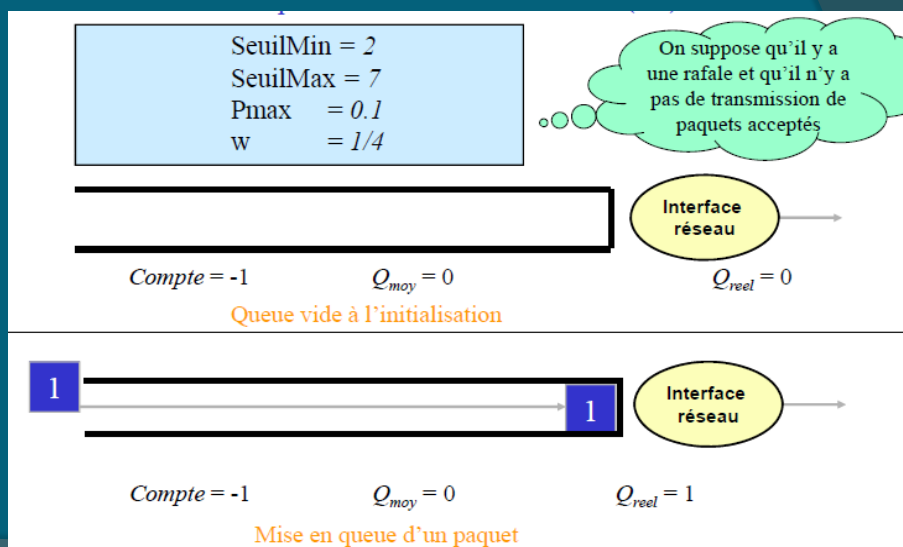 SeuilMin = 2
SeuilMax = 7
Pmax = 0.1
w = 1/4
On suppose qu'il y a
une rafale et qu'il n'y a
pas de transmission de
paquets acceptés
Interface
réseau
Compte = -1 Qmoy = 0 Qreel = 0
Queue vide à l'initialisation
1
1
Interface
réseau
Compte = -1 Qmoy = 0 Qreel = 1
Mise en queue d'un paquet